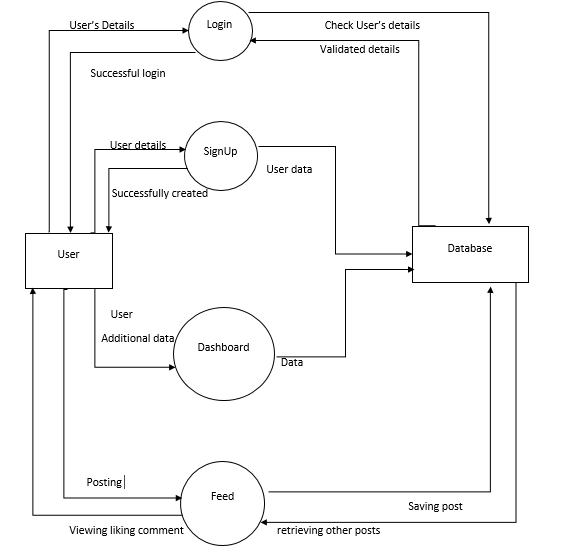 Login
User's Details
Check User's details
Validated details
Successful login
User details
SignUp
User data
Successfully created
User
Database
User
Additional data
Dashboard
Data
Posting
Feed
Saving post
Viewing liking comment
retrieving other posts